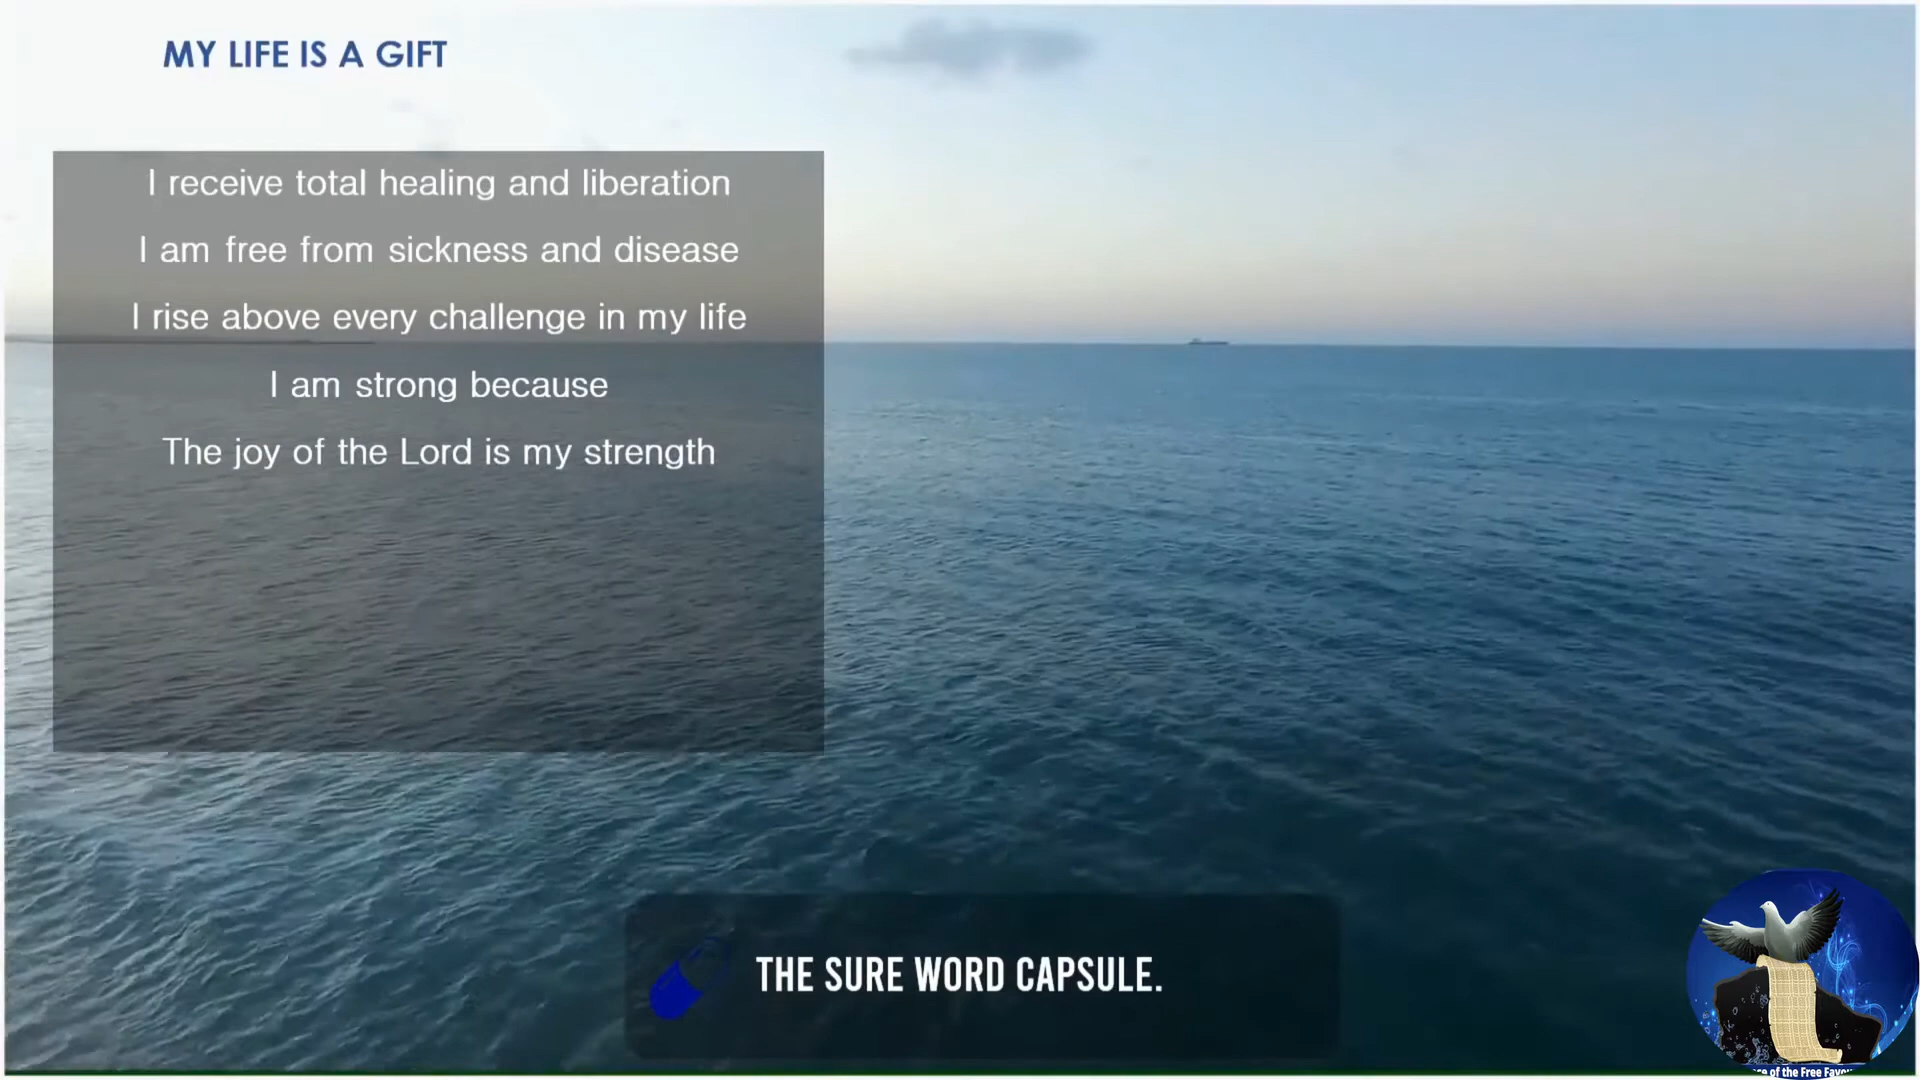 MY LIFE IS A GIFT
I receive total healing and liberation
I am free from sickness and disease
I rise above every challenge in my life
I am strong because
The joy of the Lord is my strength
THE SURE WORD CAPSULE.
of the Free